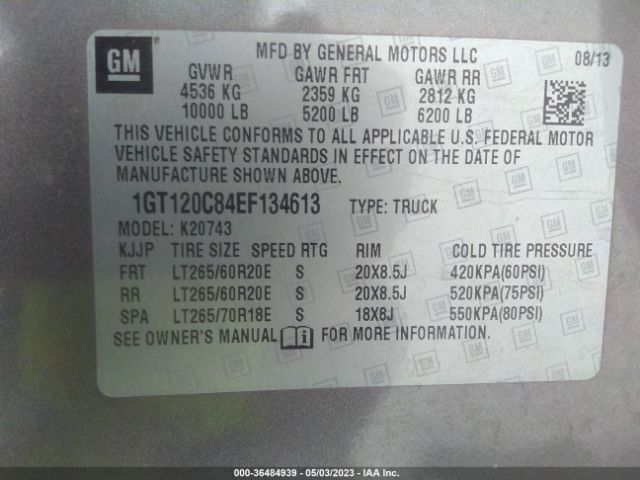 GM
MFD BY GENERAL MOTORS LLC 08/13
GVWR GAWR FRT GAWR RR
4536 KG 2359 KG 2812 KG
10000 LB 5200 LB 6200 LB
THIS VEHICLE CONFORMS TO ALL APPLICABLE U.S. FEDERAL MOTOR
VEHICLE SAFETY STANDARDS IN EFFECT ON THE DATE OF
MANUFACTURE SHOWN ABOVE.
1GT120C84EF134613 TYPE: TRUCK
MODEL: K20743
KJJP TIRE SIZE SPEED RTG RIM COLD TIRE PRESSURE
FRT LT265/60R20E S 20X8.5J 420KPA(60PSI)
RR LT265/60R20E S 20X8.5J 520KPA(75PSI)
SPA LT265/70R18E S 18X8J 550KPA(80PSI)
SEE OWNER'S MANUAL FOR MORE INFORMATION.
000-36484939 - 05/03/2023 - IAA Inc.